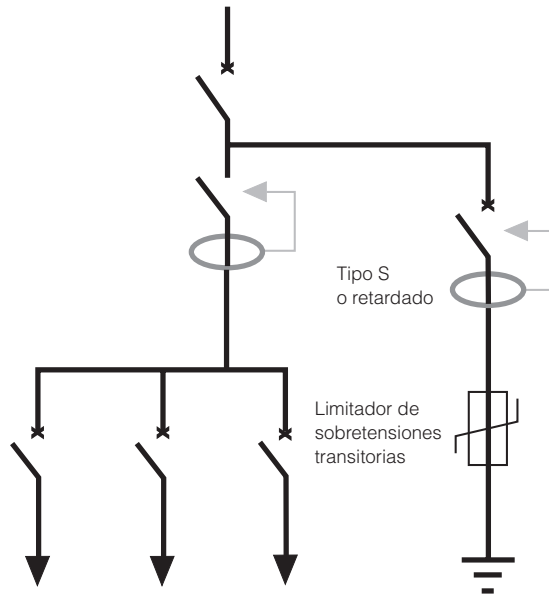 Tipo S
o retardado
Limitador de
sobretensiones
transitorias